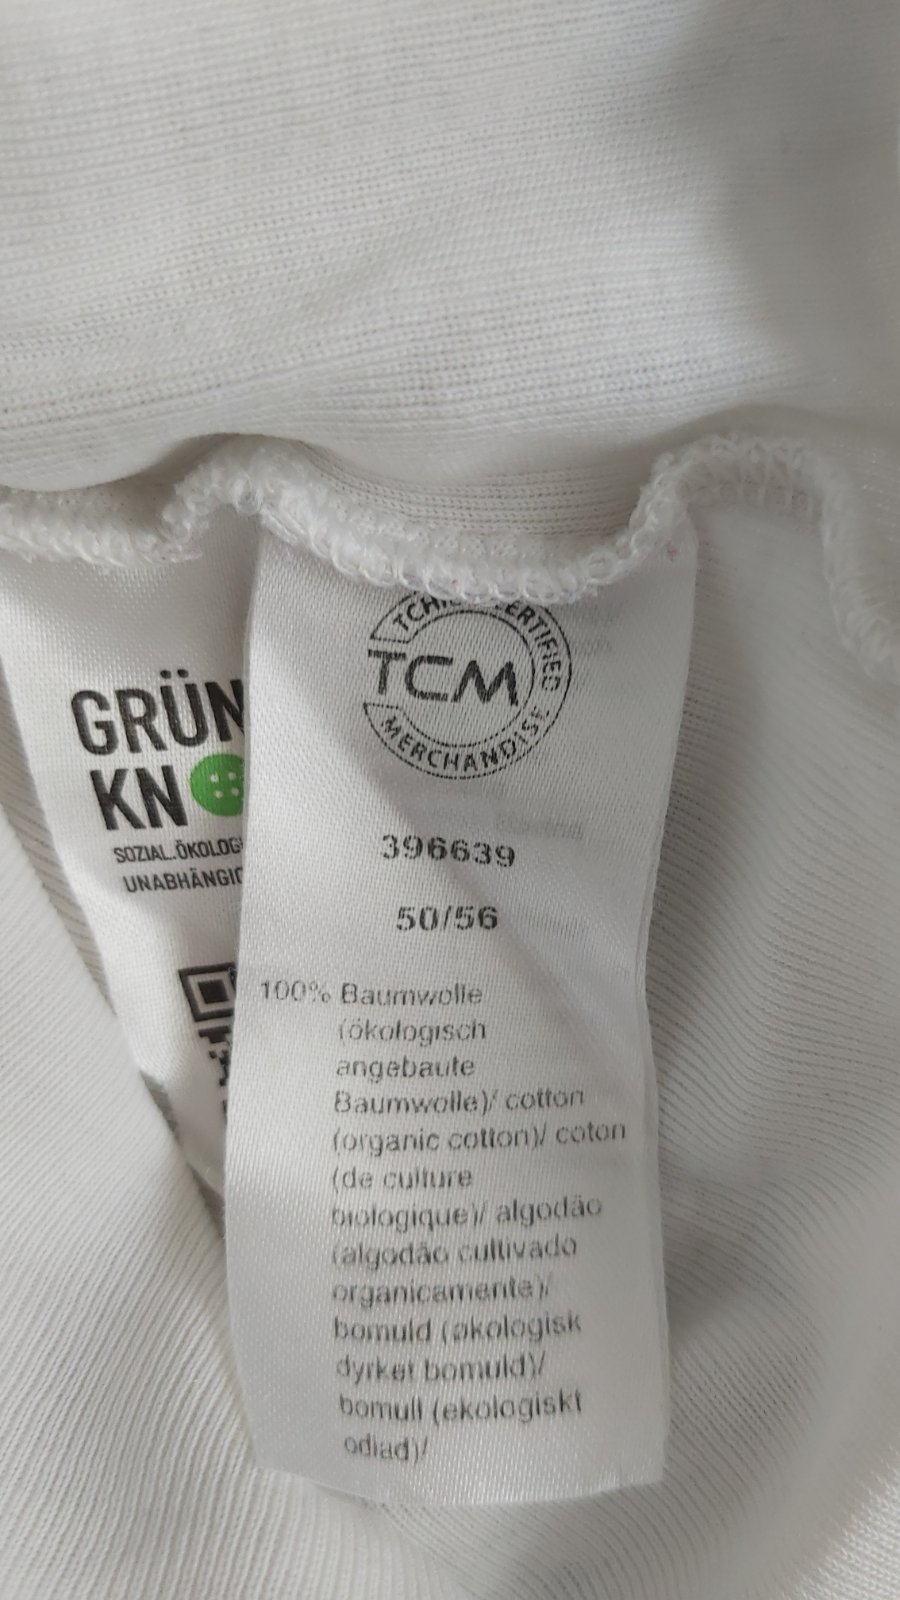 TCM
MERCHANDISE
396639
50/56
100% Baumwolle
(ökologisch
angebaute
Baumwolle)/ cotton
(organic cotton)/ coton
(de culture
biologique)/ algodão
(algodão cultivado
organicamente)/
bomuld (økologisk
dyrket bomuld)/
bomull (ekologiskt
odlad)/
GRÜN
KN
SOZIAL.ÖKOLOG
UNABHÄNGIG